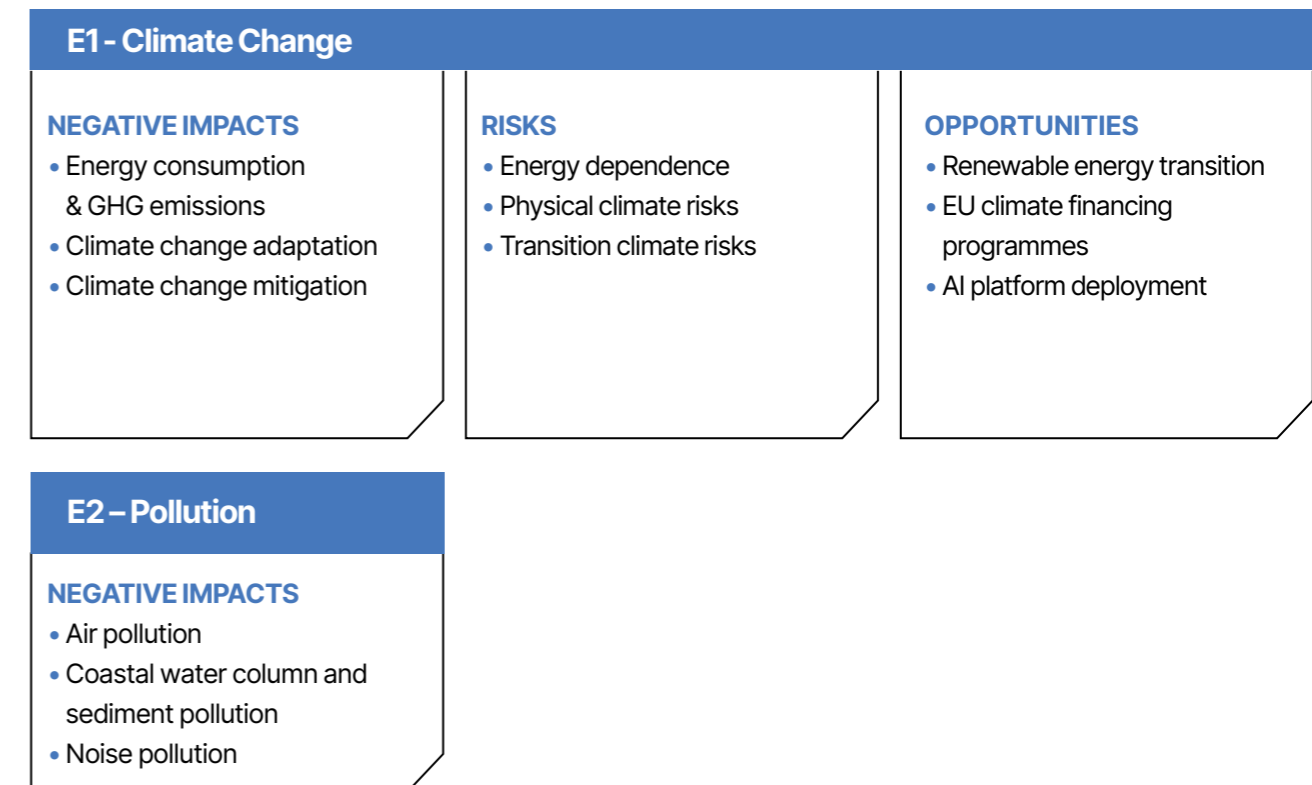 E1 - Climate Change
NEGATIVE IMPACTS
• Energy consumption
& GHG emissions
• Climate change adaptation
• Climate change mitigation
RISKS
• Energy dependence
• Physical climate risks
• Transition climate risks
OPPORTUNITIES
• Renewable energy transition
• EU climate financing
programmes
• AI platform deployment
E2 – Pollution
NEGATIVE IMPACTS
• Air pollution
• Coastal water column and
sediment pollution
• Noise pollution